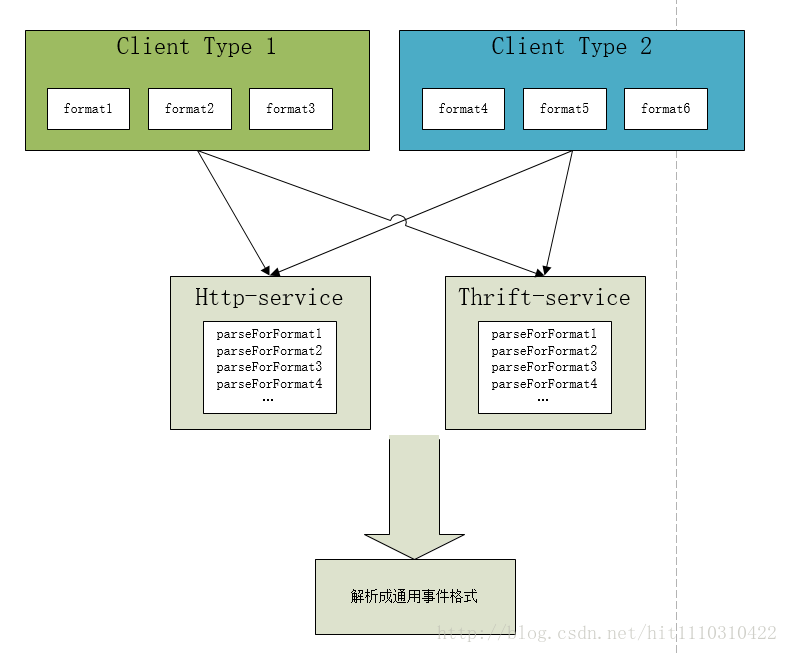 Client Type 1
format1
format2
format3
Client Type 2
format4
format5
format6
Http-service
parseForFormat1
parseForFormat2
parseForFormat3
parseForFormat4
...
Thrift-service
parseForFormat1
parseForFormat2
parseForFormat3
parseForFormat4
...
解析成通用事件格式
http://blog.csdn.net/hit1110310422